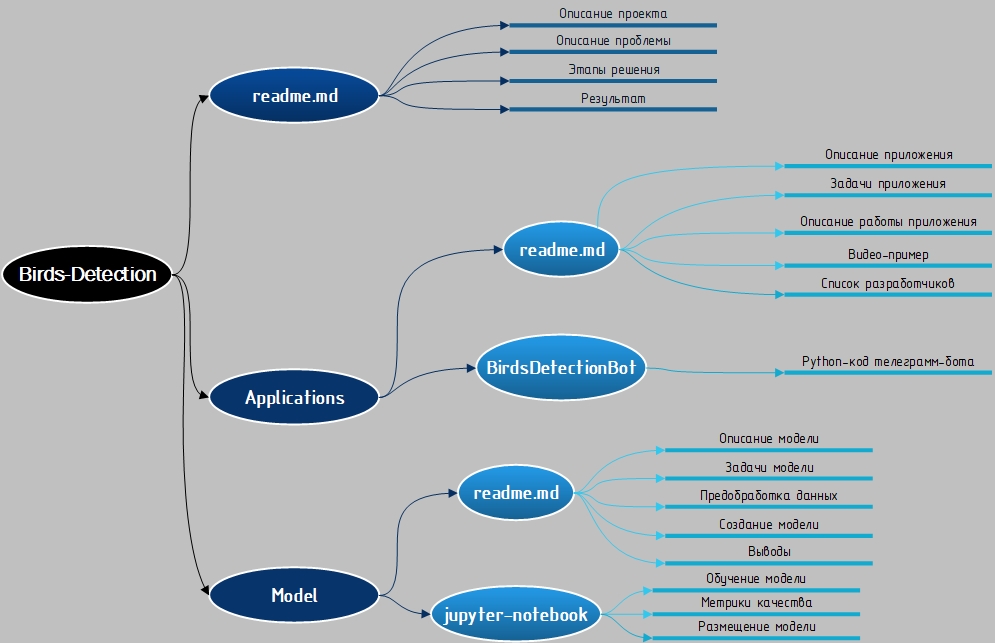 Описание проекта
Описание проблемы
Этапы решения
readme.md
Результат
Описание приложения
Задачи приложения
Описание работы приложения
readme.md
Видео-пример
Birds-Detection
Список разработчиков
BirdsDetectionBot
Python-код телеграмм-бота
Applications
Описание модели
Задачи модели
readme.md
Предобработка данных
Создание модели
Выводы
Обучение модели
Model
Метрики качества
jupyter-notebook
Размещение модели